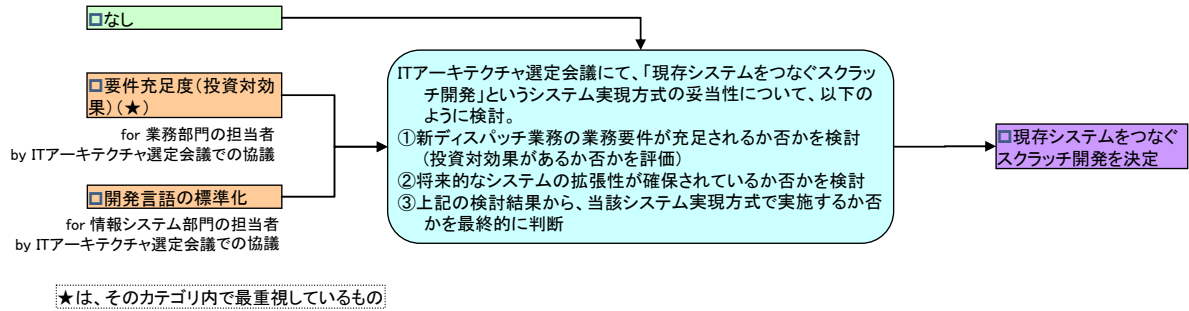 □なし
□要件充足度(投資対効
果)(★)
for 業務部門の担当者
by ITアーキテクチャ選定会議での協議
□開発言語の標準化
for 情報システム部門の担当者
by ITアーキテクチャ選定会議での協議
★は、そのカテゴリ内で最重視しているもの
ITアーキテクチャ選定会議にて、「現存システムをつなぐスクラッ
チ開発」というシステム実現方式の妥当性について、以下の
ように検討。
①新ディスパッチ業務の業務要件が充足されるか否かを検討
(投資対効果があるか否かを評価)
②将来的なシステムの拡張性が確保されているか否かを検討
③上記の検討結果から、当該システム実現方式で実施するか否
かを最終的に判断
□現存システムをつなぐ
スクラッチ開発を決定